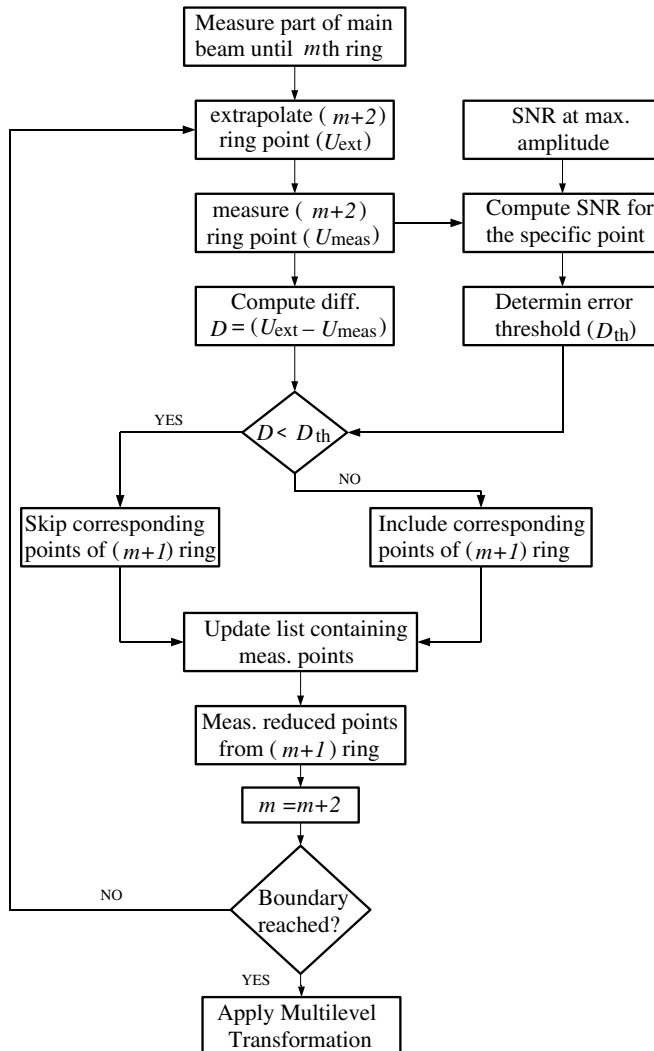 Measure part of main
beam until mth ring
extrapolate (m+2)
ring point (Uext)
SNR at max.
amplitude
measure (m+2)
ring point (Umeas)
Compute SNR for
the specific point
Compute diff.
D = (Uext − Umeas)
Determin error
threshold (Dth)
YES
D < Dth
NO
Skip corresponding
points of (m+1) ring
Include corresponding
points of (m+1) ring
Update list containing
meas. points
Meas. reduced points
from (m+1) ring
m = m+2
NO
Boundary
reached?
YES
Apply Multilevel
Transformation